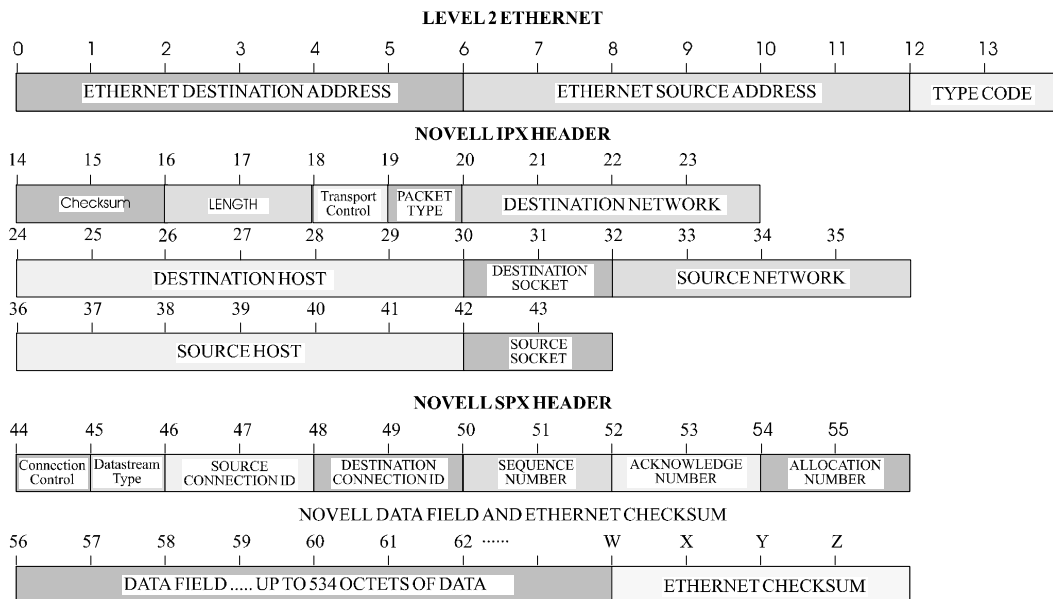 LEVEL 2 ETHERNET
0 1 2 3 4 5 6 7 8 9 10 11 12 13
ETHERNET DESTINATION ADDRESS ETHERNET SOURCE ADDRESS TYPE CODE
NOVELL IPX HEADER
14 15 16 17 18 19 20 21 22 23
Checksum LENGTH Transport Control PACKET TYPE DESTINATION NETWORK
24 25 26 27 28 29 30 31 32 33 34 35
DESTINATION HOST DESTINATION SOCKET SOURCE NETWORK
36 37 38 39 40 41 42 43
SOURCE HOST SOURCE SOCKET
NOVELL SPX HEADER
44 45 46 47 48 49 50 51 52 53 54 55
Connection Control Datastream Type SOURCE CONNECTION ID DESTINATION CONNECTION ID SEQUENCE NUMBER ACKNOWLEDGE NUMBER ALLOCATION NUMBER
NOVELL DATA FIELD AND ETHERNET CHECKSUM
56 57 58 59 60 61 62 ...... W X Y Z
DATA FIELD ..... UP TO 534 OCTETS OF DATA ETHERNET CHECKSUM